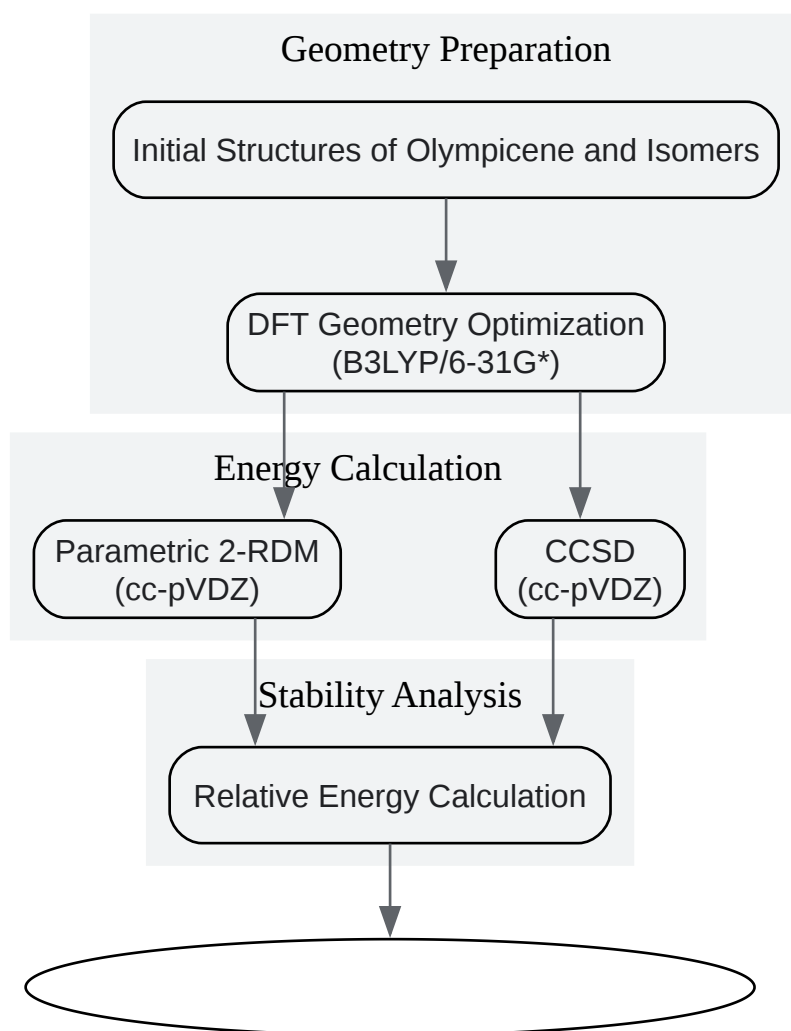 Geometry Preparation
Initial Structures of Olympicene and Isomers
DFT Geometry Optimization
(B3LYP/6-31G*)
Energy Calculation
Parametric 2-RDM
(cc-pVDZ)
CCSD
(cc-pVDZ)
Stability Analysis
Relative Energy Calculation